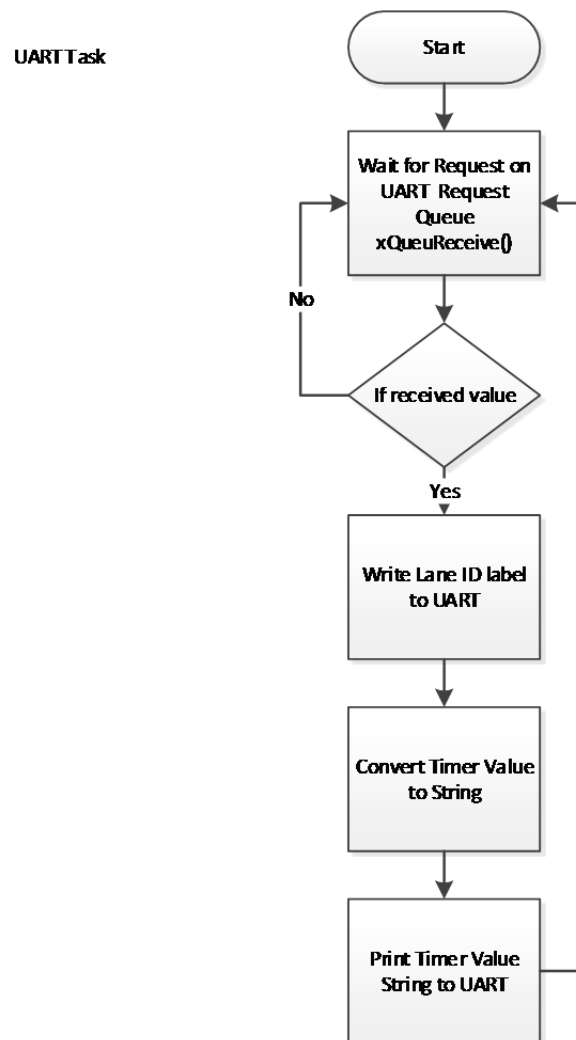 UART Task
Start
Wait for Request on
UART Request
Queue
xQueuReceive()
No
If received value
Yes
Write Lane ID label
to UART
Convert Timer Value
to String
Print Timer Value
String to UART